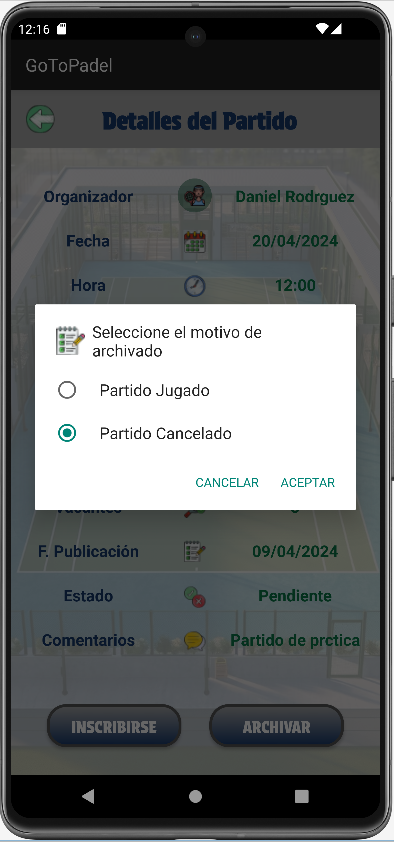 12:16
GoToPadel
Detalles del Partido
Organizador Daniel Rodrguez
Fecha 20/04/2024
Hora 12:00
Seleccione el motivo de
archivado
Partido Jugado
Partido Cancelado
CANCELAR ACEPTAR
Vacantes
F. Publicación 09/04/2024
Estado Pendiente
Comentarios Partido de prctica
INSCRIBIRSE ARCHIVAR